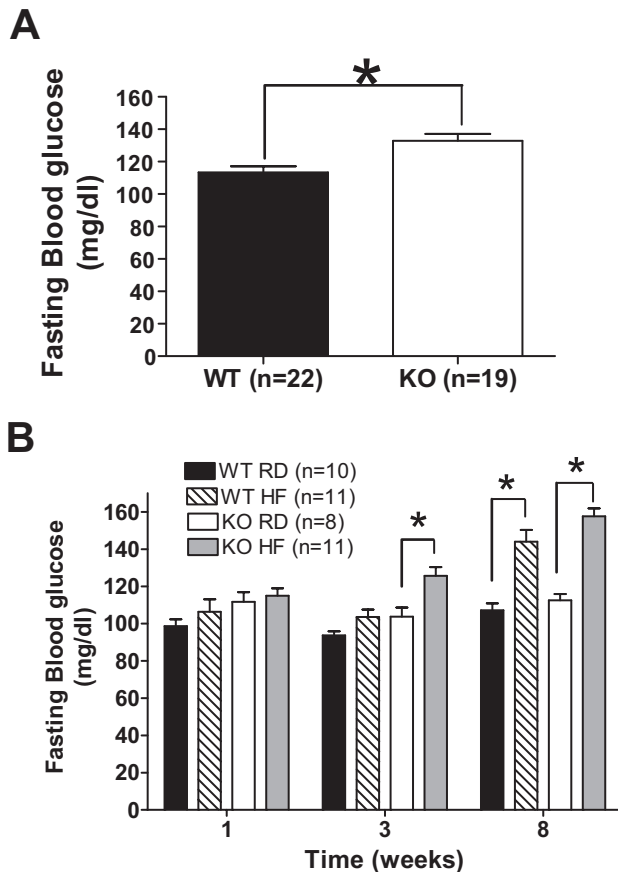 A
Fasting Blood glucose
(mg/dl)
160
140
120
100
80
60
40
20
0
*
WT (n=22)
KO (n=19)
B
Fasting Blood glucose
(mg/dl)
160
140
120
100
80
60
40
20
0
WT RD (n=10)
WT HF (n=11)
KO RD (n=8)
KO HF (n=11)
*
*
*
1
3
8
Time (weeks)